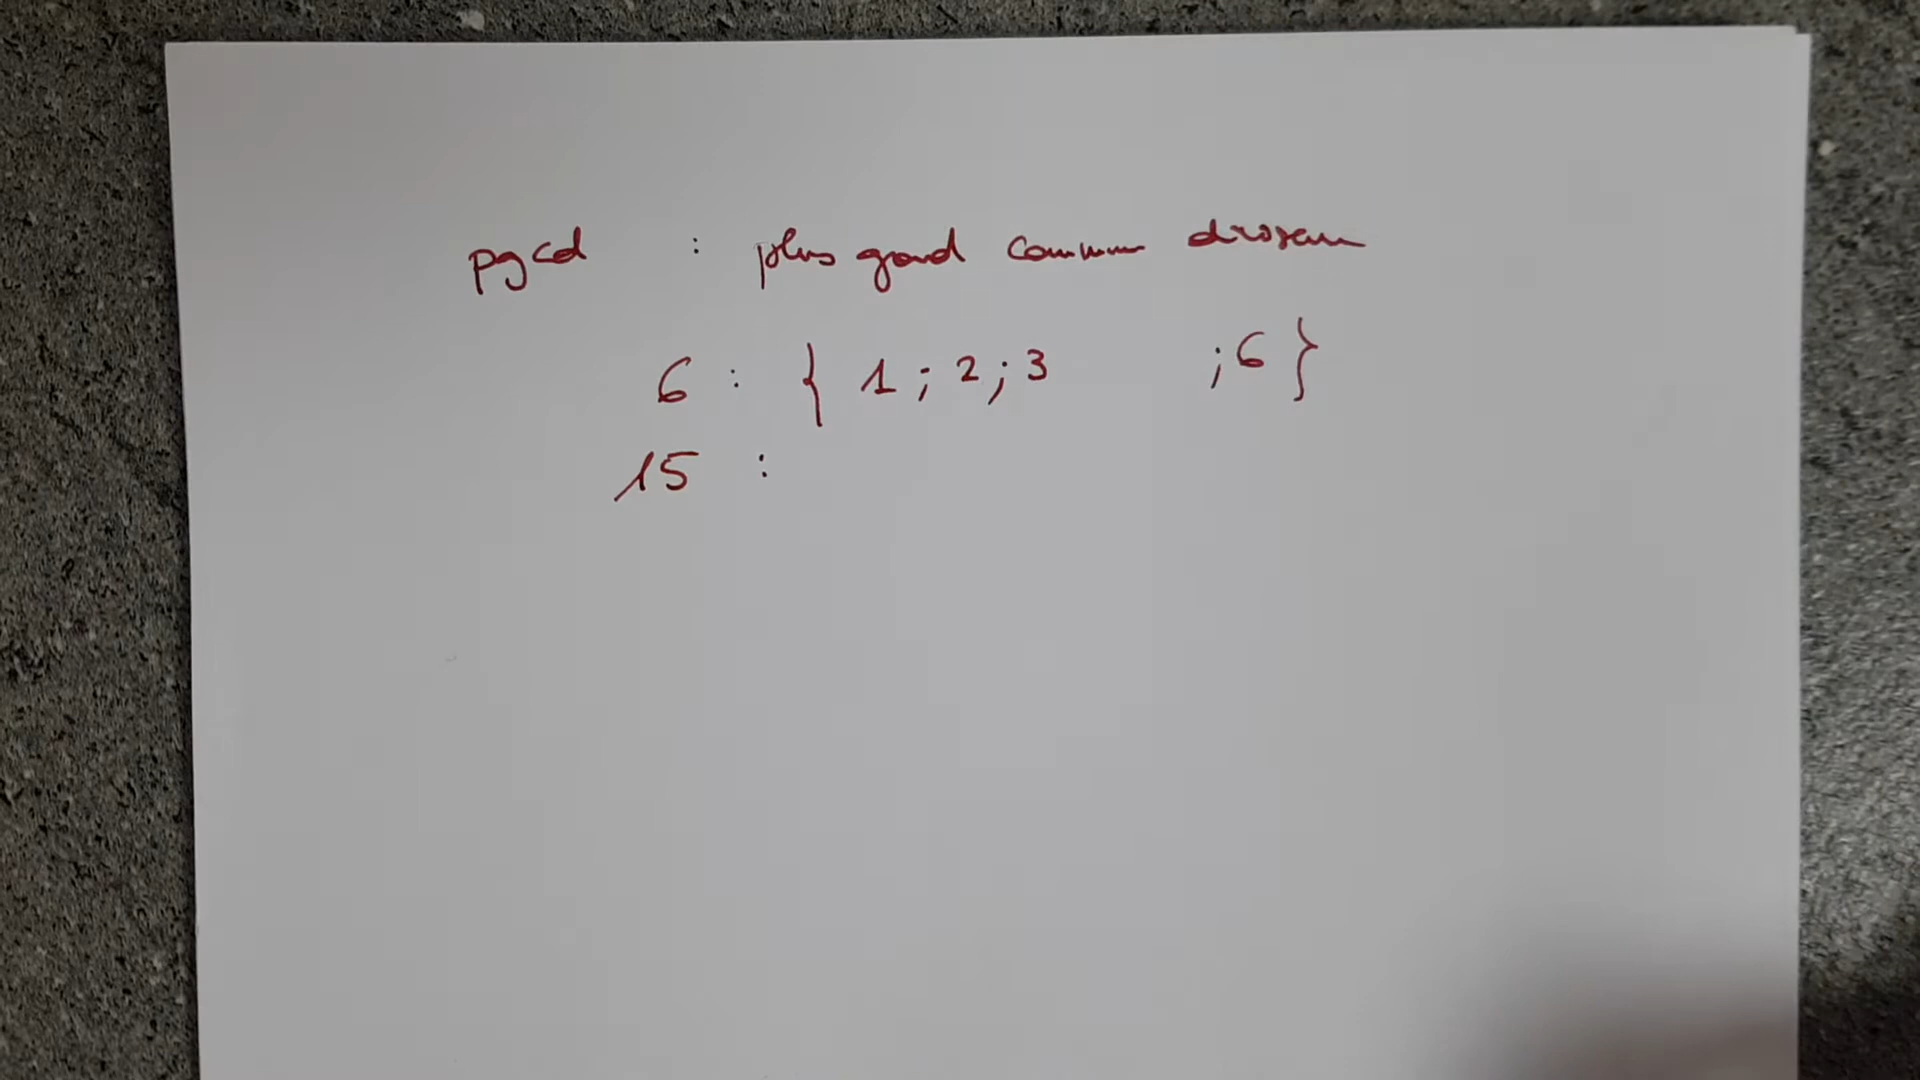 pgcd : plus grand commun diviseur
6 : { 1 ; 2 ; 3 ; 6 }
15 :